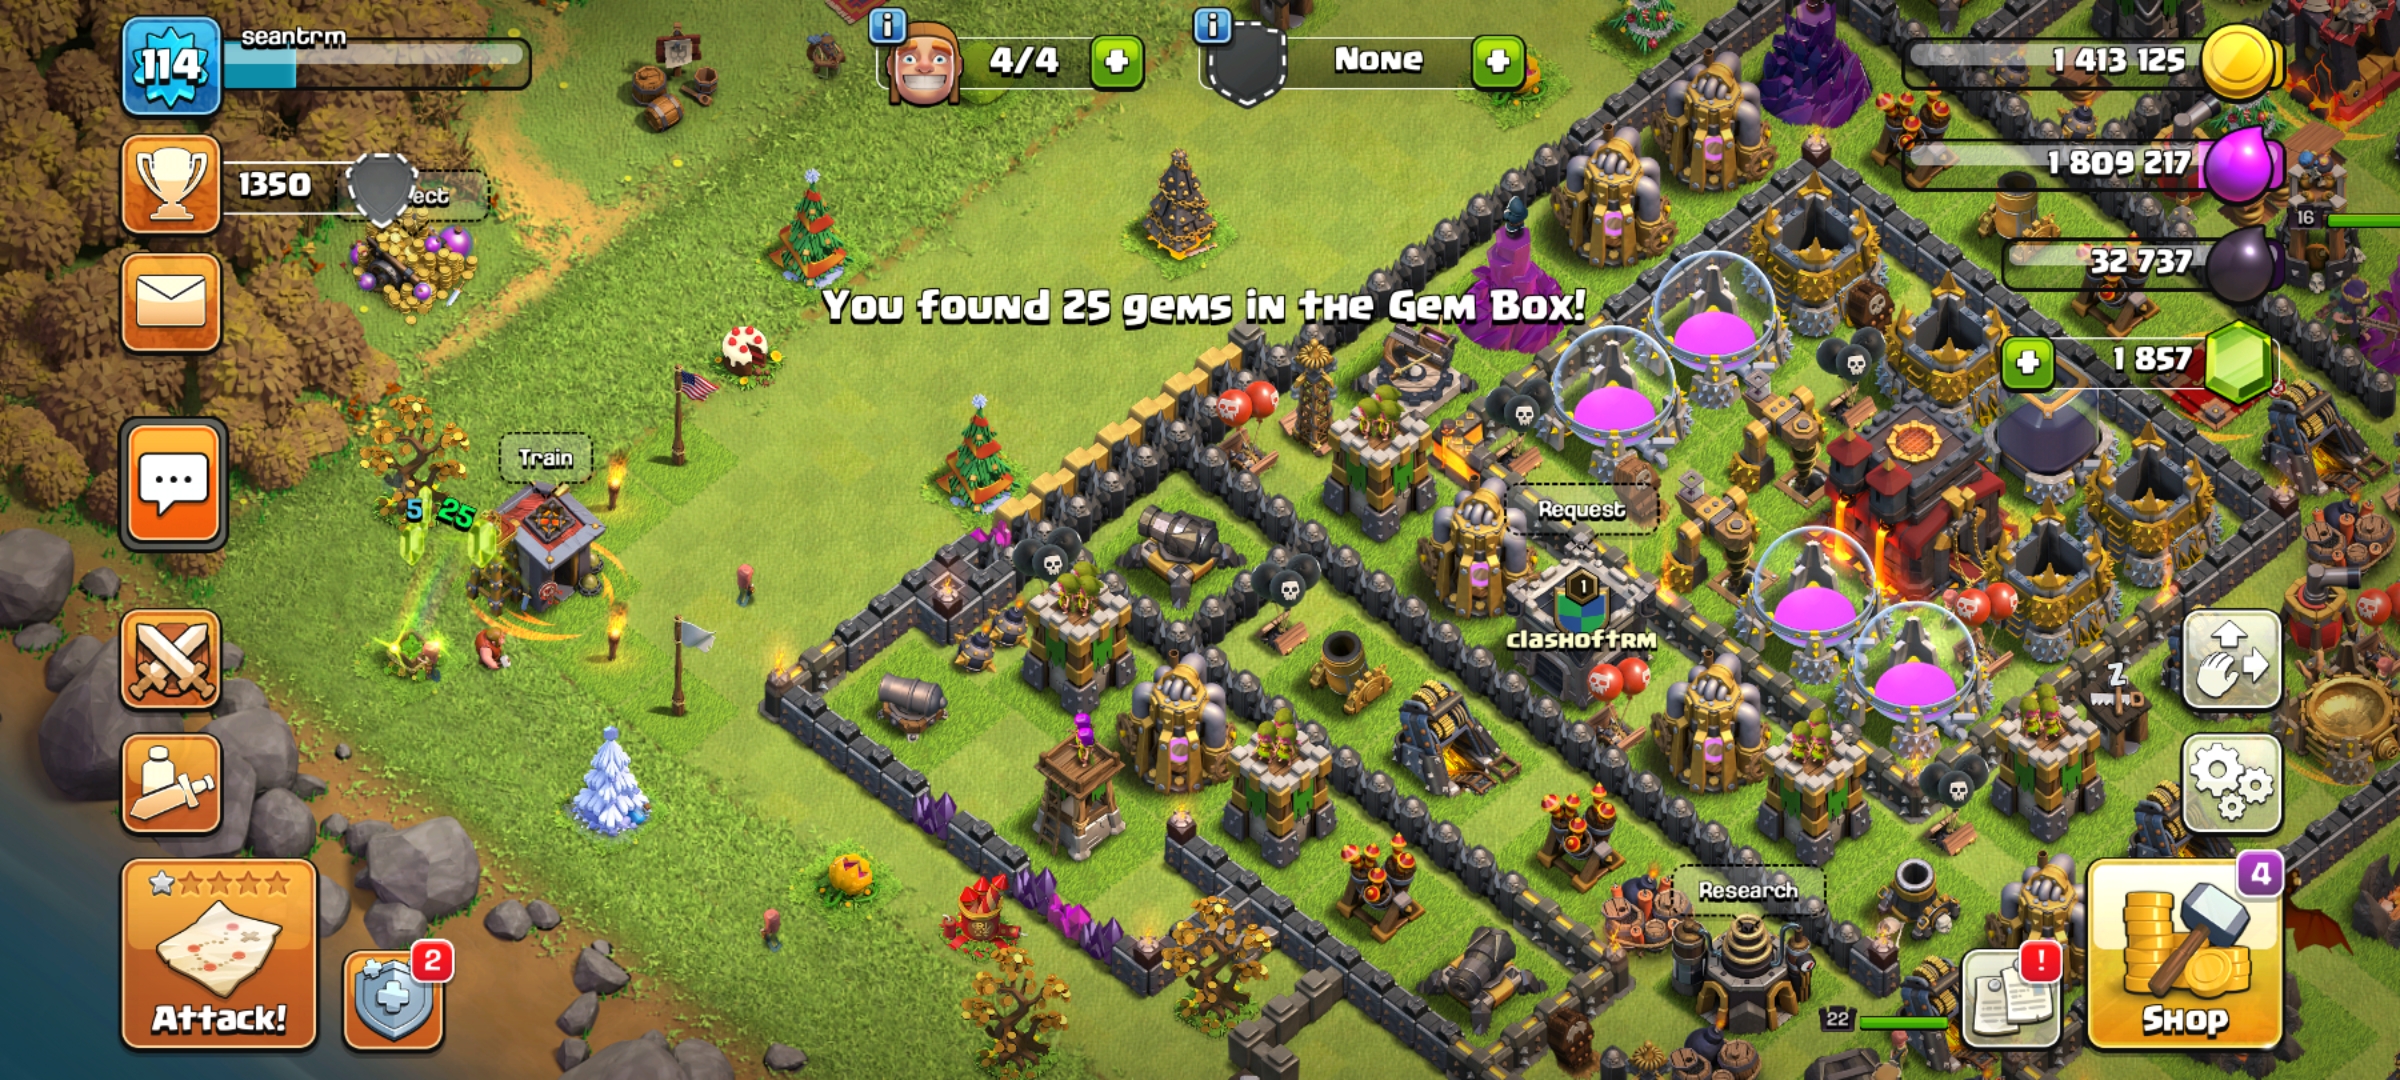 114
seantrm
4/4
None
1 413 125
1350
ect
1 809 217
16
32 737
You found 25 gems in the Gem Box!
1 857
Train
5
25
Request
1
clashoftrm
Z
Research
4
Attack!
2
22
!
Shop